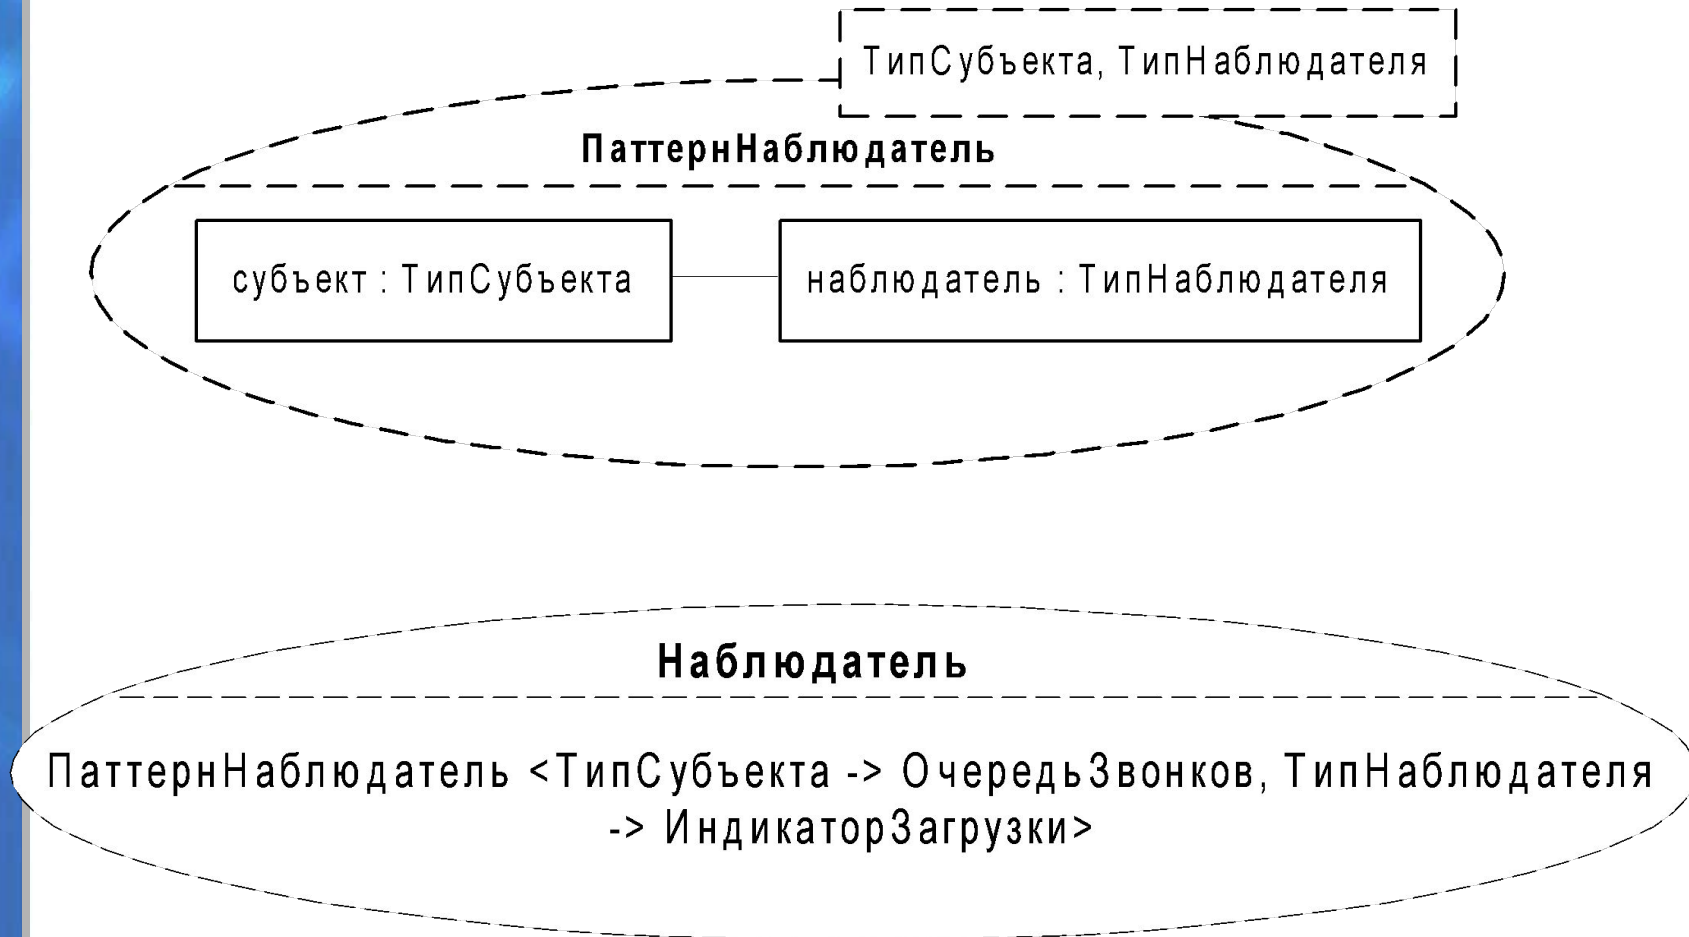 ТипСубъекта, ТипНаблюдателя
ПаттернНаблюдатель
субъект : ТипСубъекта
наблюдатель : ТипНаблюдателя
Наблюдатель
ПаттернНаблюдатель <ТипСубъекта -> ОчередьЗвонков, ТипНаблюдателя
-> ИндикаторЗагрузки>